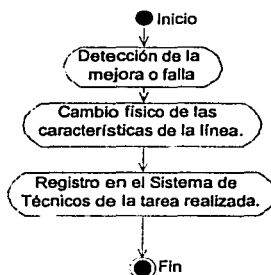 Inicio
Detección de la
mejora o falla
Cambio físico de las
características de la línea.
Registro en el Sistema de
Técnicos de la tarea realizada.
Fin